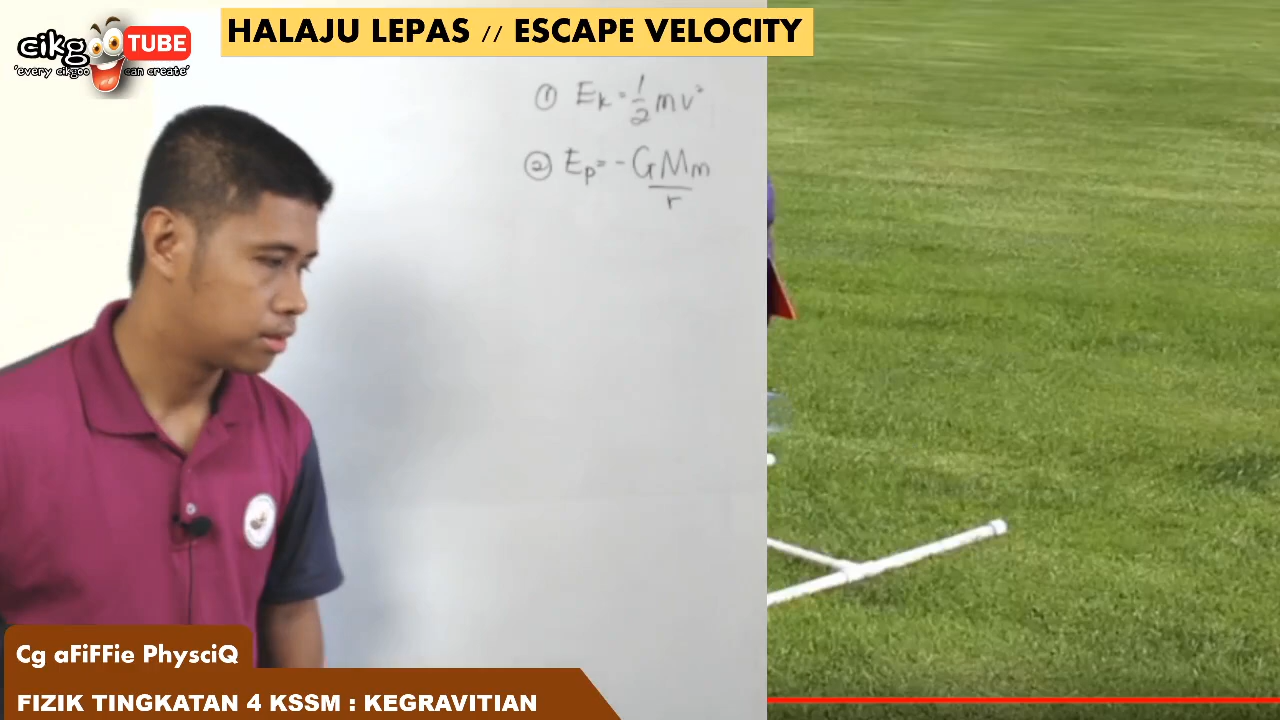 HALAJU LEPAS // ESCAPE VELOCITY
cikgoo TUBE
'every cikgoo can create'
① Ek = 1/2 mv²
② Ep = - GMm/r
Cg aFiFFie PhysciQ
FIZIK TINGKATAN 4 KSSM : KEGRAVITIAN